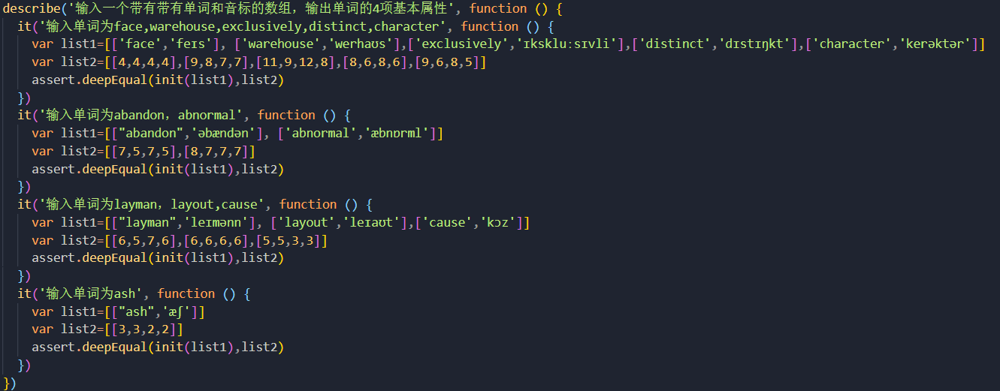 describe('输入一个带有带有单词和音标的数组，输出单词的4项基本属性', function () {
  it('输入单词为face,warehouse,exclusively,distinct,character', function () {
    var list1=[['face','feɪs'], ['warehouse','werhaʊs'],['exclusively','ɪkskluːsɪvli'],['distinct','dɪstɪŋkt'],['character','kerəktər']]
    var list2=[[4,4,4,4],[9,8,7,7],[11,9,12,8],[8,6,8,6],[9,6,8,5]]
    assert.deepEqual(init(list1),list2)
  })
  it('输入单词为abandon，abnormal', function () {
    var list1=[["abandon",'əbændən'], ['abnormal','æbnɒrml']]
    var list2=[[7,5,7,5],[8,7,7,7]]
    assert.deepEqual(init(list1),list2)
  })
  it('输入单词为layman，layout,cause', function () {
    var list1=[["layman",'leɪmənn'], ['layout','leɪaʊt'],['cause','kɔz']]
    var list2=[[6,5,7,6],[6,6,6,6],[5,5,3,3]]
    assert.deepEqual(init(list1),list2)
  })
  it('输入单词为ash', function () {
    var list1=[["ash",'æʃ']]
    var list2=[[3,3,2,2]]
    assert.deepEqual(init(list1),list2)
  })
})